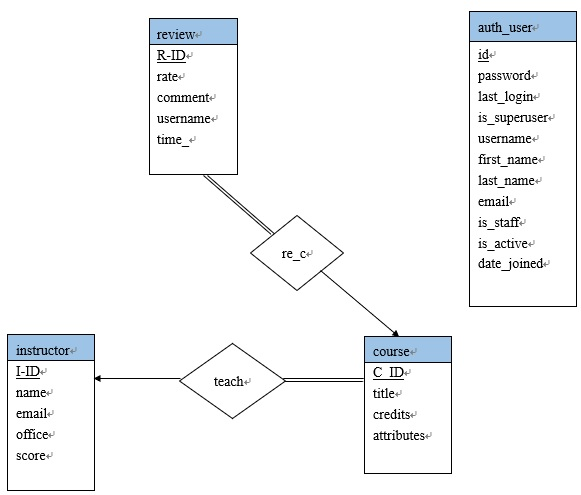 review
R-ID
rate
comment
username
time_
auth_user
id
password
last_login
is_superuser
username
first_name
last_name
email
is_staff
is_active
date_joined
re_c
instructor
I-ID
name
email
office
score
teach
course
C_ID
title
credits
attributes